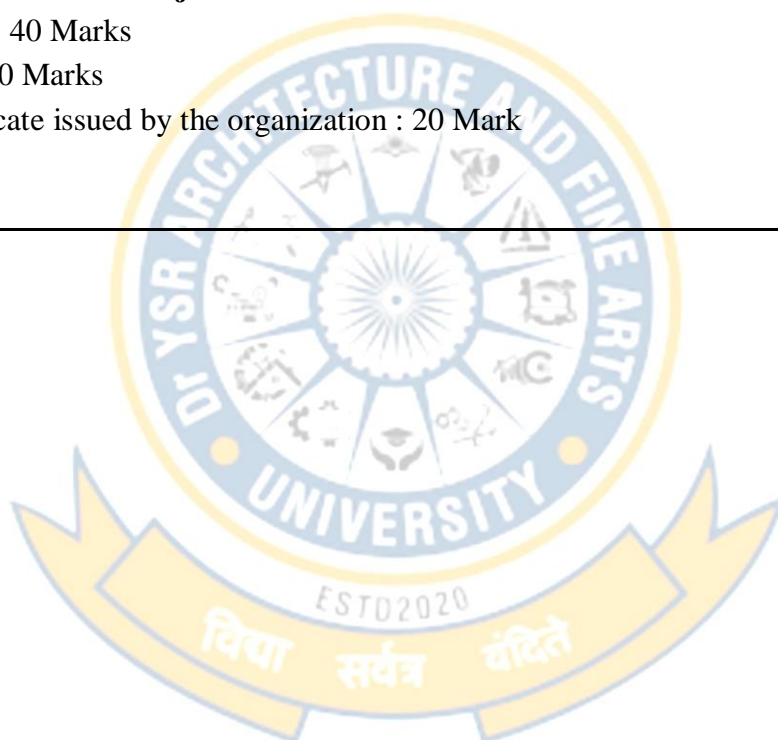 40 Marks
0 Marks
cate issued by the organization : 20 Mark
Dr YSR ARCHITECTURE AND FINE ARTS
UNIVERSITY
ESTD2020
विद्या सर्वत्र वंदिते